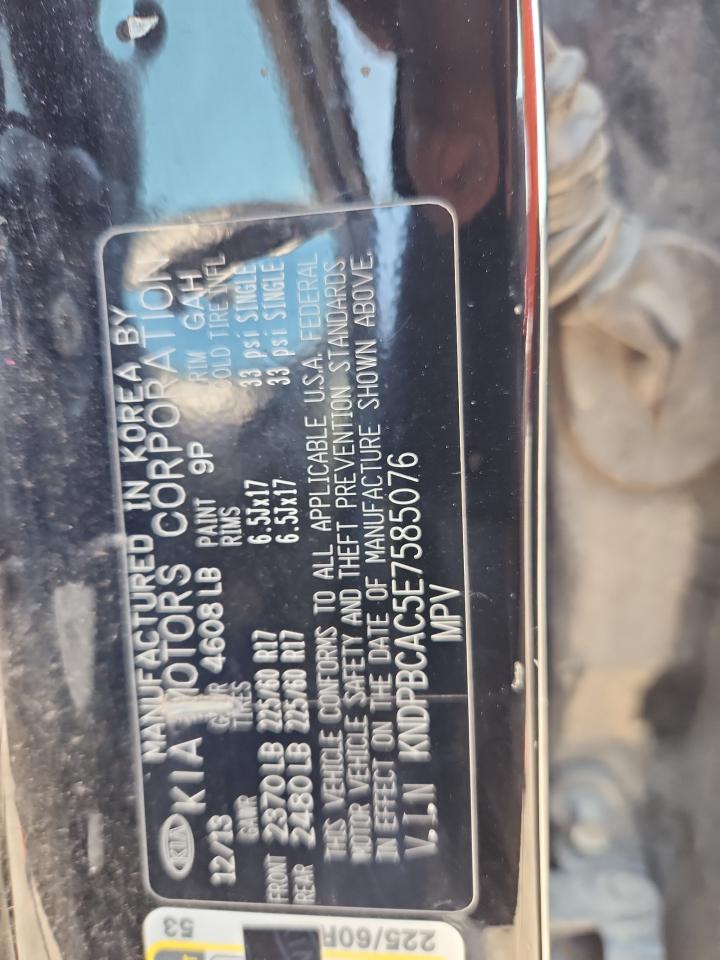 MANUFACTURED IN KOREA BY
KIA KIA MOTORS CORPORATION
12/13 GVWR 4608 LB PAINT 9P TRIM GAH
GAWR TIRES RIMS COLD TIRE INFL
FRONT 2370 LB 225/60 R17 6.5Jx17 33 psi SINGLE
REAR 2480 LB 225/60 R17 6.5Jx17 33 psi SINGLE
THIS VEHICLE CONFORMS TO ALL APPLICABLE U.S.A. FEDERAL
MOTOR VEHICLE SAFETY AND THEFT PREVENTION STANDARDS
IN EFFECT ON THE DATE OF MANUFACTURE SHOWN ABOVE.
V.I.N KNDPBCAC5E7585076
MPV
225/60R
53